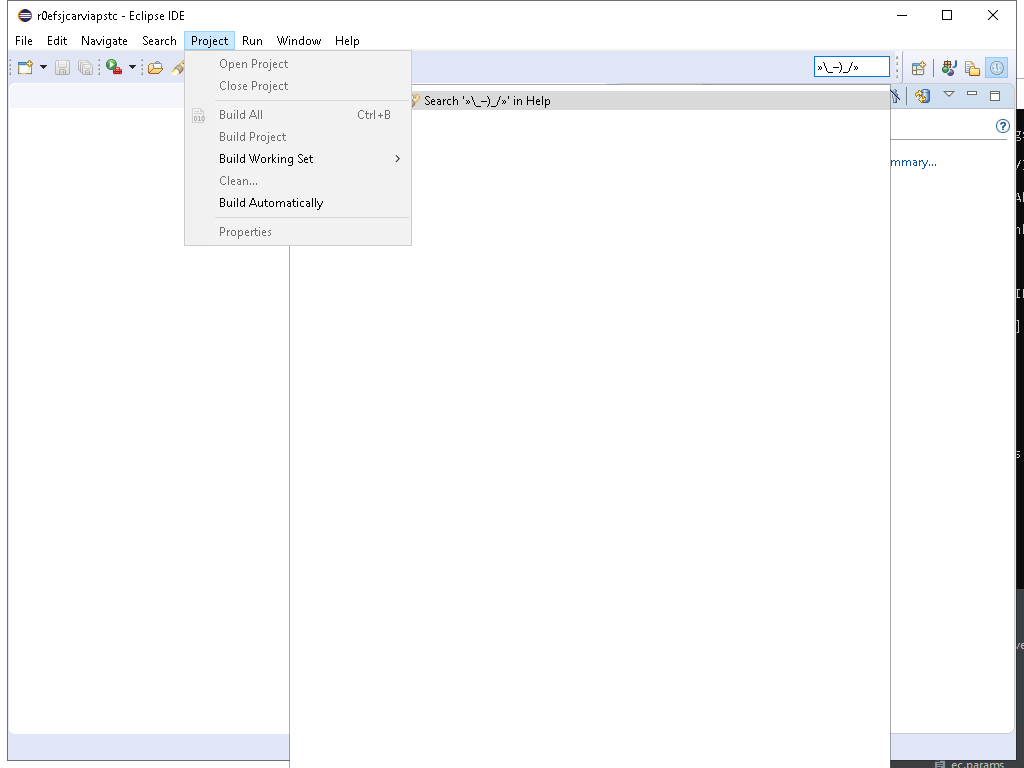 r0efsjcarviapstc - Eclipse IDE
File Edit Navigate Search Project Run Window Help
»\_–)_/»
Open Project
Close Project
Search '»\_–)_/»' in Help
Build All Ctrl+B
Build Project
Build Working Set
mmary...
Clean...
Build Automatically
Properties
ec.params